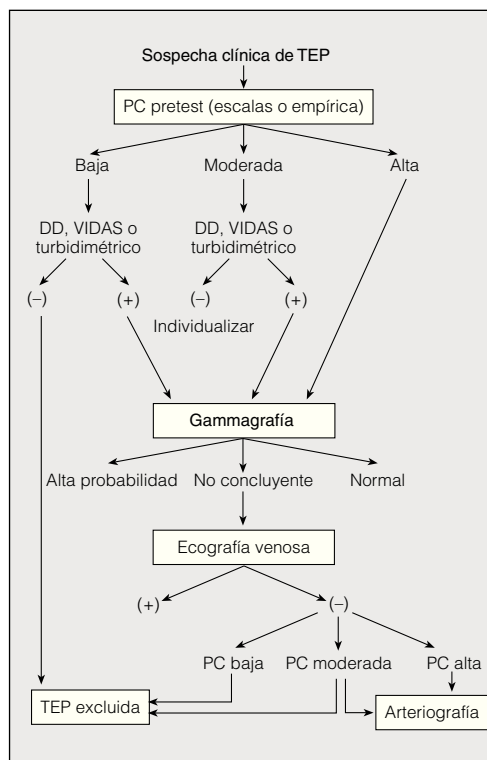 Sospecha clínica de TEP
PC pretest (escalas o empírica)
Baja
Moderada
Alta
DD, VIDAS o
turbidimétrico
DD, VIDAS o
turbidimétrico
(–)
(+)
(–)
(+)
Individualizar
Gammagrafía
Alta probabilidad
No concluyente
Normal
Ecografía venosa
(+)
(–)
PC baja
PC moderada
PC alta
TEP excluida
Arteriografía